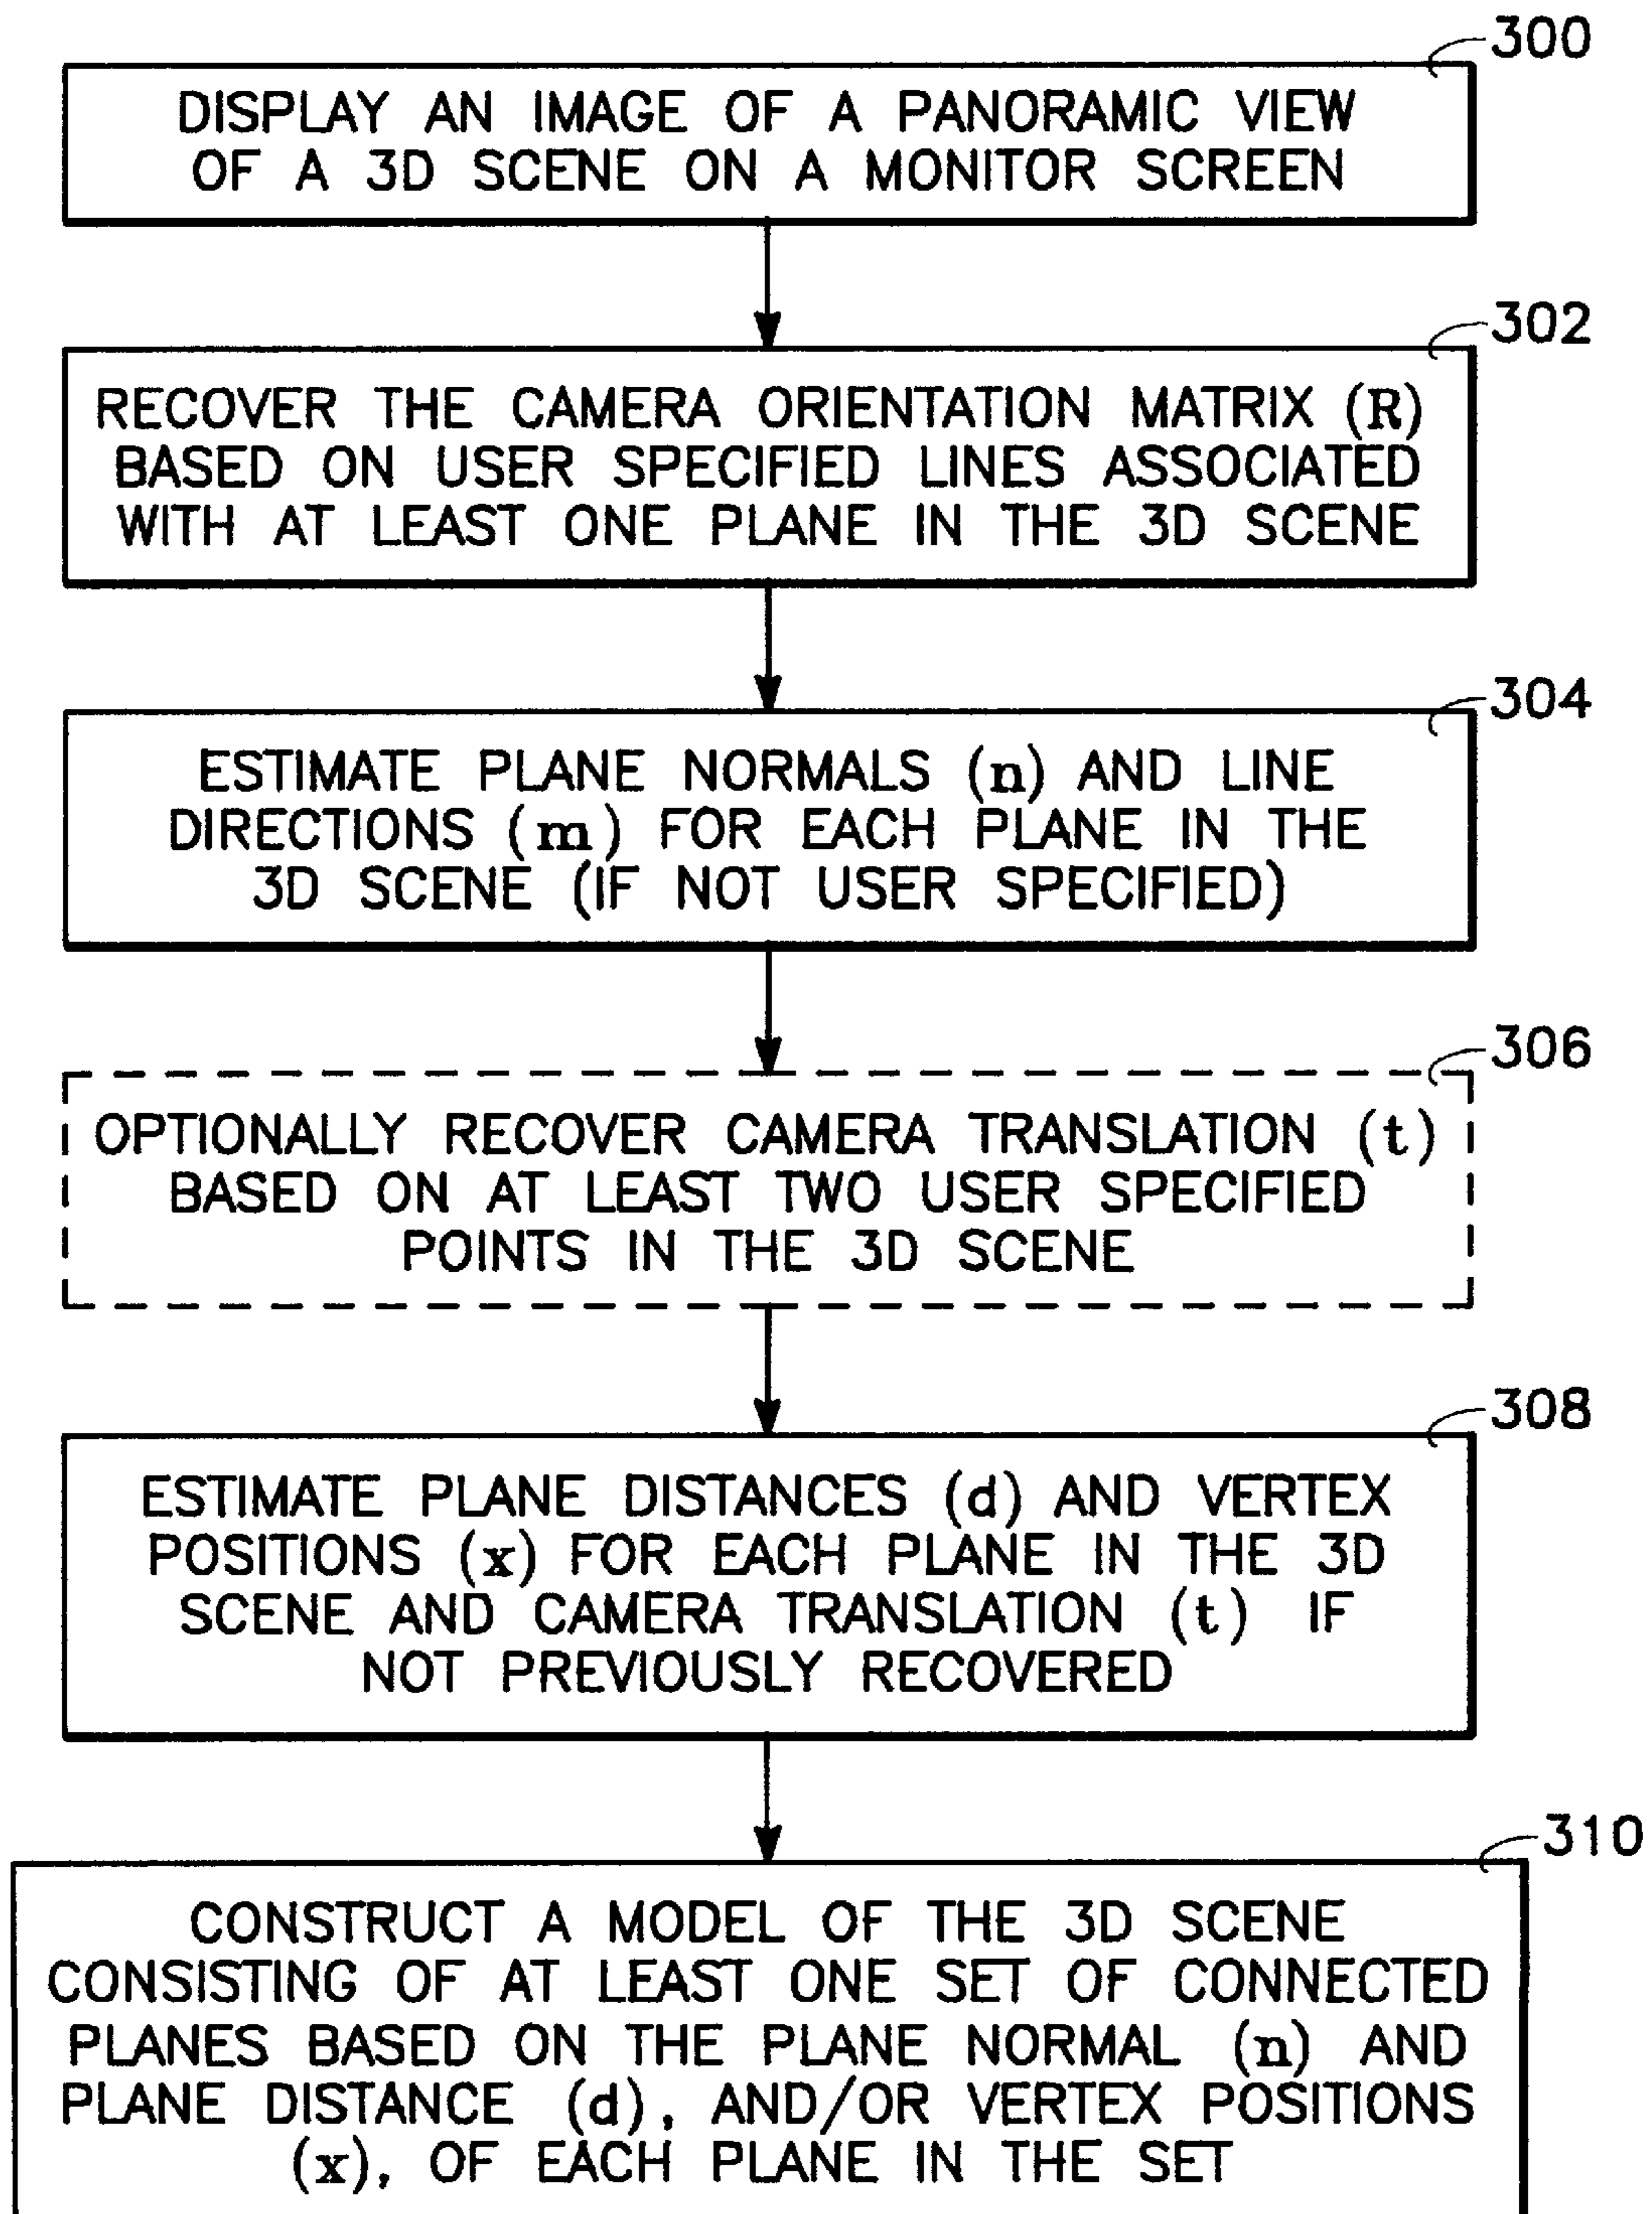 300
DISPLAY AN IMAGE OF A PANORAMIC VIEW
OF A 3D SCENE ON A MONITOR SCREEN
302
RECOVER THE CAMERA ORIENTATION MATRIX (R)
BASED ON USER SPECIFIED LINES ASSOCIATED
WITH AT LEAST ONE PLANE IN THE 3D SCENE
304
ESTIMATE PLANE NORMALS (n) AND LINE
DIRECTIONS (m) FOR EACH PLANE IN THE
3D SCENE (IF NOT USER SPECIFIED)
306
OPTIONALLY RECOVER CAMERA TRANSLATION (t)
BASED ON AT LEAST TWO USER SPECIFIED
POINTS IN THE 3D SCENE
308
ESTIMATE PLANE DISTANCES (d) AND VERTEX
POSITIONS (x) FOR EACH PLANE IN THE 3D
SCENE AND CAMERA TRANSLATION (t) IF
NOT PREVIOUSLY RECOVERED
310
CONSTRUCT A MODEL OF THE 3D SCENE
CONSISTING OF AT LEAST ONE SET OF CONNECTED
PLANES BASED ON THE PLANE NORMAL (n) AND
PLANE DISTANCE (d), AND/OR VERTEX POSITIONS
(x), OF EACH PLANE IN THE SET